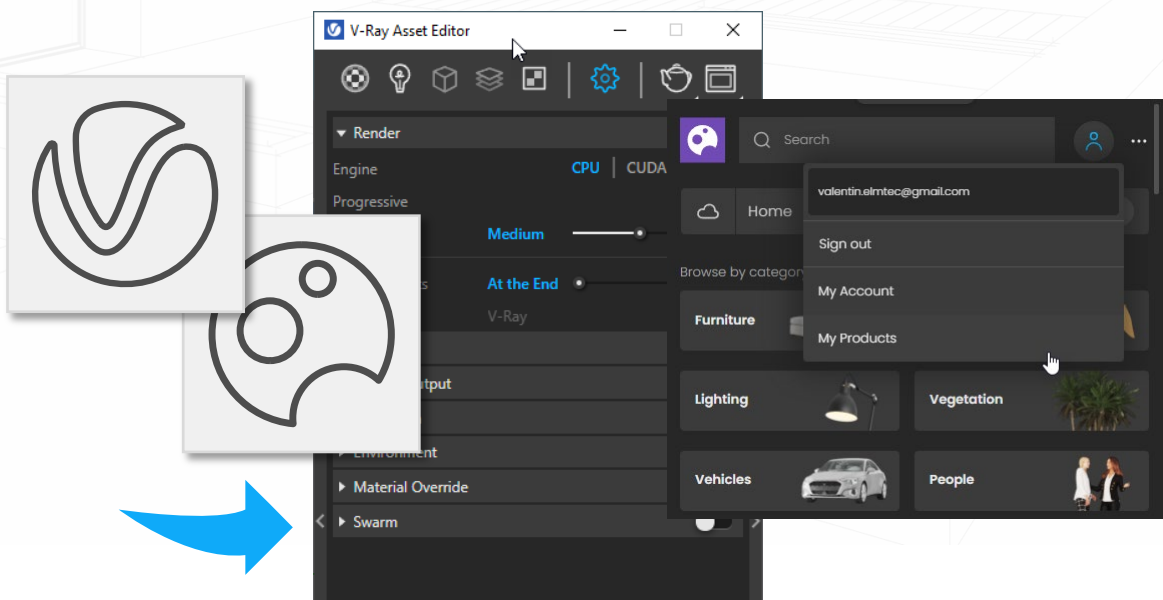 V-Ray Asset Editor
Render
Engine
CPU | CUDA
Progressive
Medium
At the End
V-Ray
Environment
Material Override
Swarm
Search
valentin.elmtec@gmail.com
Home
Sign out
Browse by category
My Account
Furniture
My Products
Lighting
Vegetation
Vehicles
People